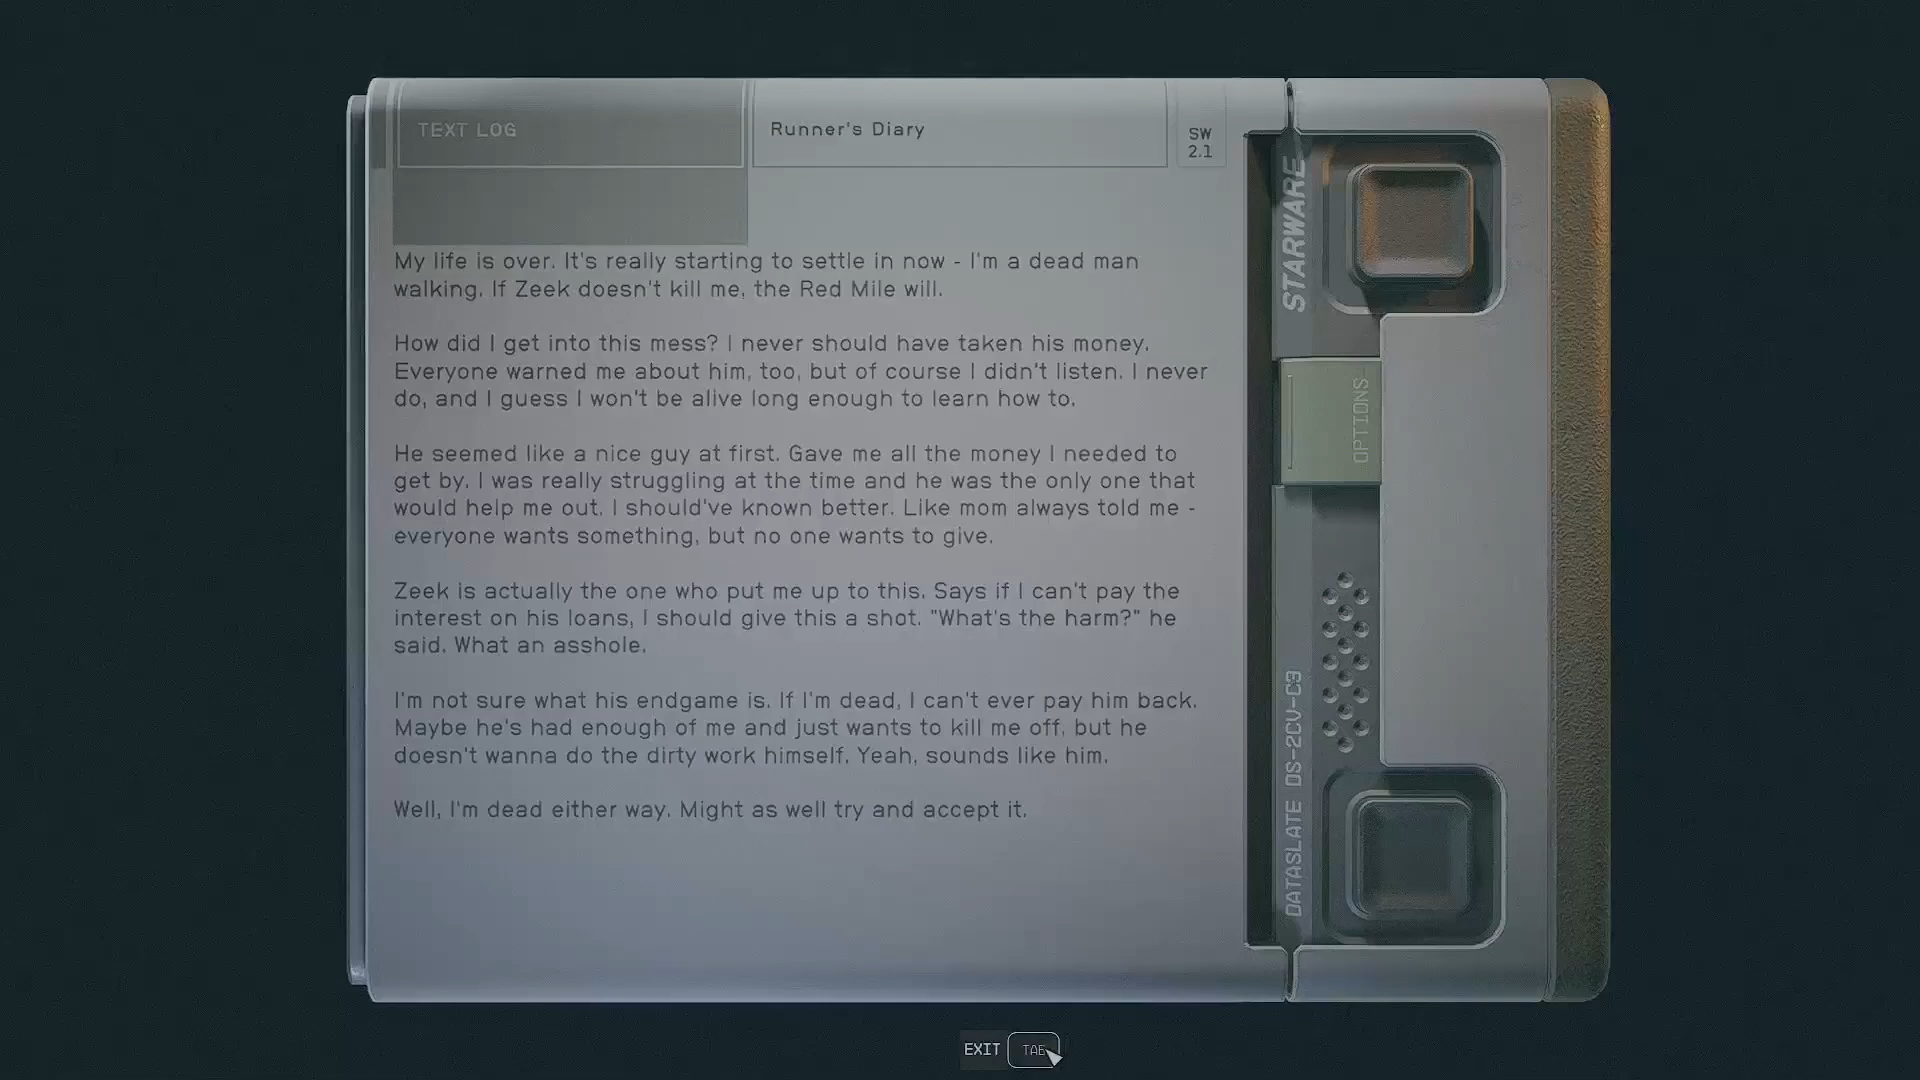 TEXT LOG
Runner's Diary
SW
2.1
My life is over. It's really starting to settle in now - I'm a dead man
walking. If Zeek doesn't kill me, the Red Mile will.
How did I get into this mess? I never should have taken his money.
Everyone warned me about him, too, but of course I didn't listen. I never
do, and I guess I won't be alive long enough to learn how to.
He seemed like a nice guy at first. Gave me all the money I needed to
get by. I was really struggling at the time and he was the only one that
would help me out. I should've known better. Like mom always told me -
everyone wants something, but no one wants to give.
Zeek is actually the one who put me up to this. Says if I can't pay the
interest on his loans, I should give this a shot. "What's the harm?" he
said. What an asshole.
I'm not sure what his endgame is. If I'm dead, I can't ever pay him back.
Maybe he's had enough of me and just wants to kill me off, but he
doesn't wanna do the dirty work himself. Yeah, sounds like him.
Well, I'm dead either way. Might as well try and accept it.
STARWARE
OPTIONS
DATASLATE DS-2CV-C3
EXIT
TAB